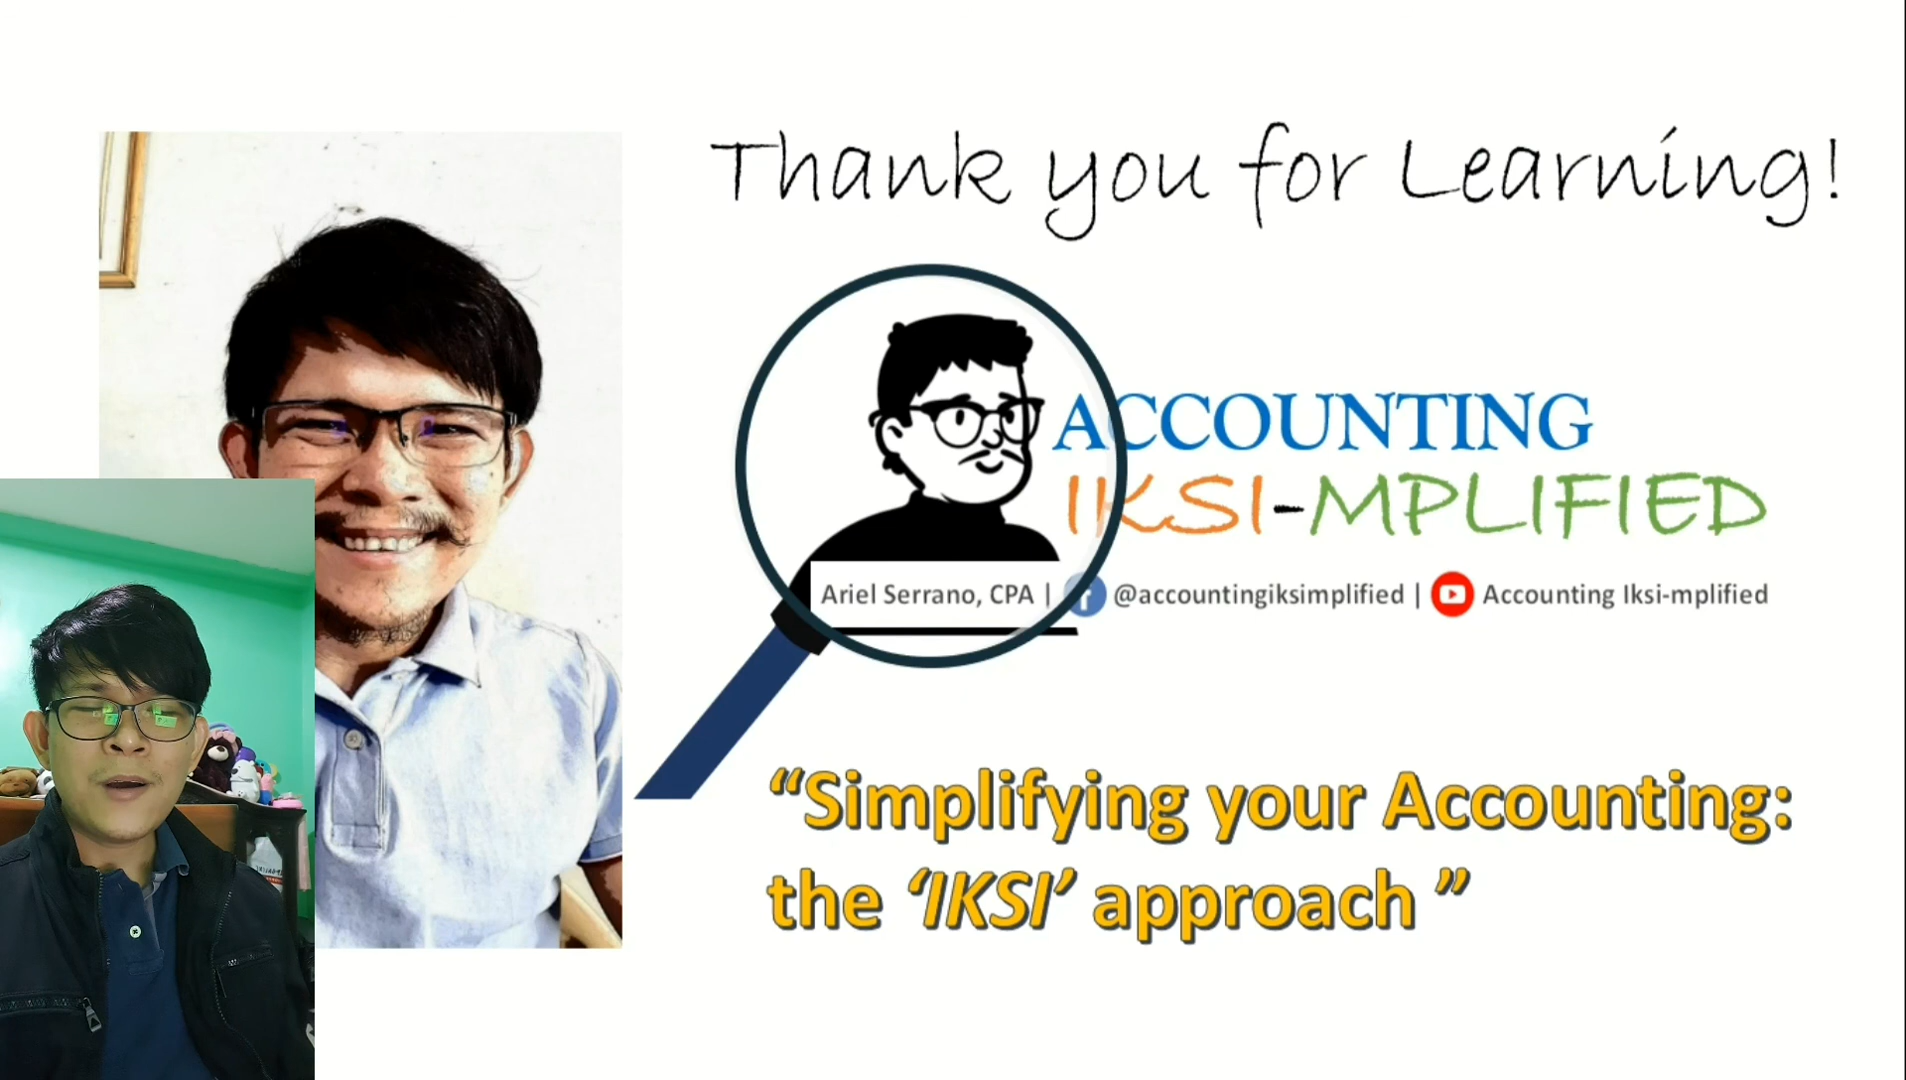 Thank you for Learning!
ACCOUNTING
IKSI-MPLIFIED
Ariel Serrano, CPA | @accountingiksimplified | Accounting Iksi-mplified
“Simplifying your Accounting:
the ‘IKSI’ approach ”